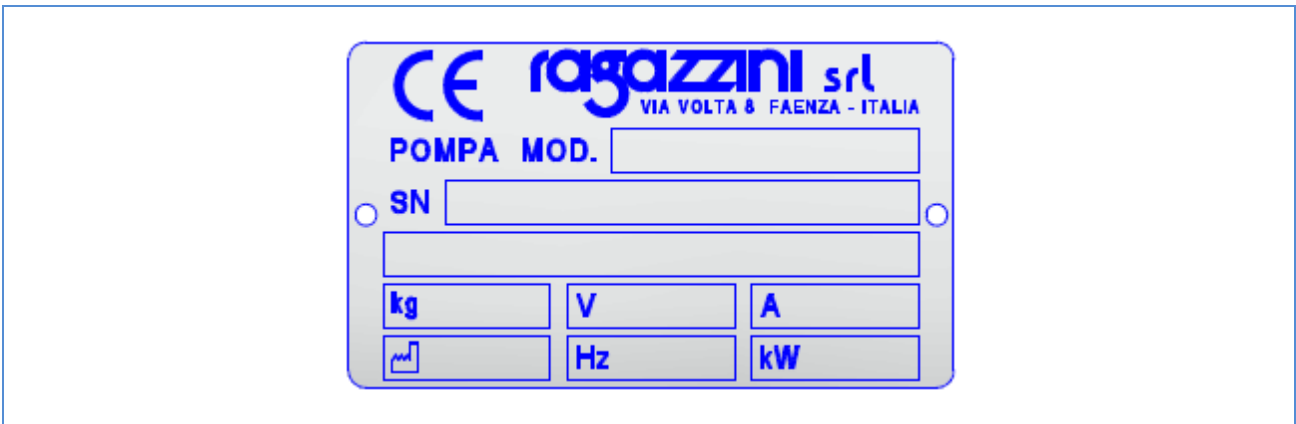 CE ragazzini srl
VIA VOLTA 8 FAENZA - ITALIA
POMPA MOD.
SN
kg V A
Hz kW